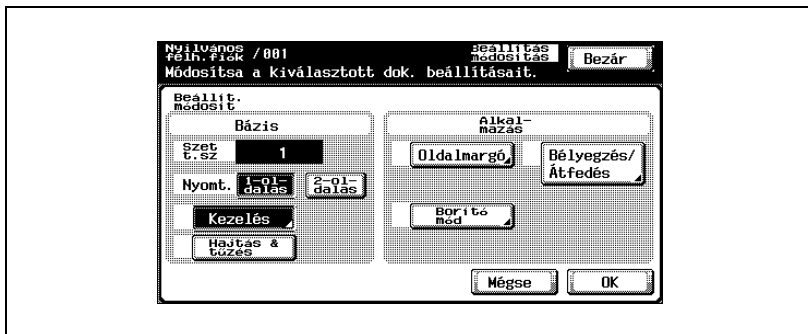 Nyilvános
felh.fiók /001
Beállítás
módosítás
Bezár
Módosítsa a Kiválasztott dok. beállításait.
Beállít.
módosít
Bázis
Szet
t.sz 1
Nyomt. 1-ol-
dalas 2-ol-
dalas
Kezelés
Hajtás &
tűzés
Alkal-
mazás
Oldalmargó
Bélyegzés/
Átfedés
Borító
mód
Mégse
OK